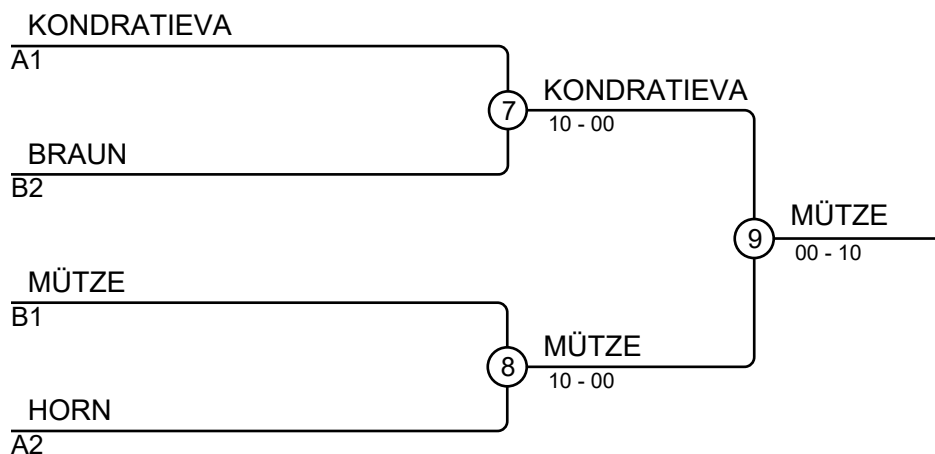 KONDRATIEVA
A1
7
KONDRATIEVA
10 - 00
BRAUN
B2
9
MÜTZE
00 - 10
MÜTZE
B1
8
MÜTZE
10 - 00
HORN
A2